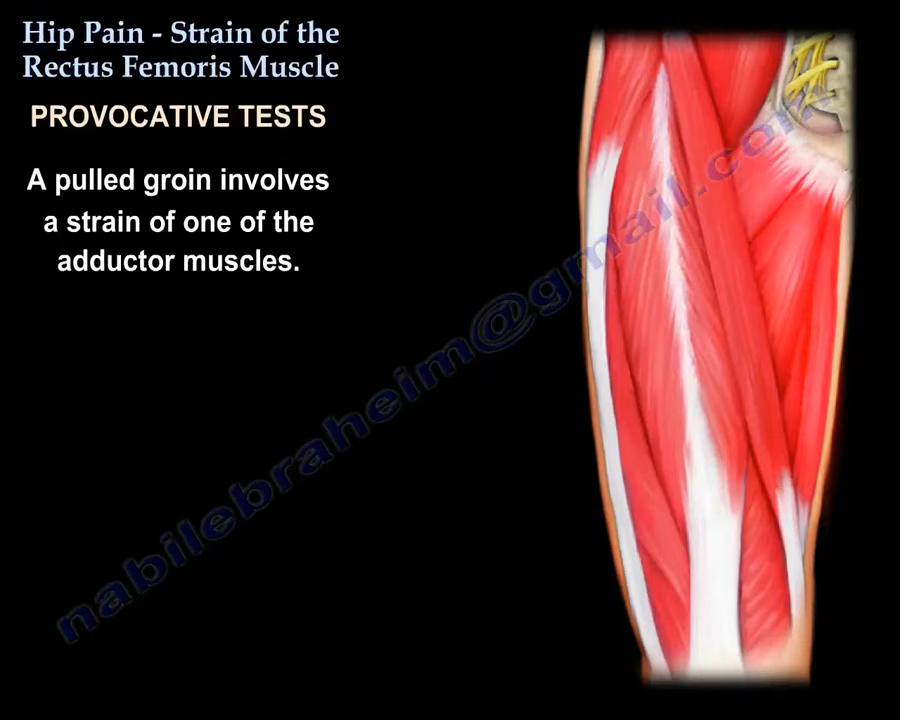 Hip Pain - Strain of the
Rectus Femoris Muscle
PROVOCATIVE TESTS
A pulled groin involves
a strain of one of the
adductor muscles.
nabilebraheim@gmail.com